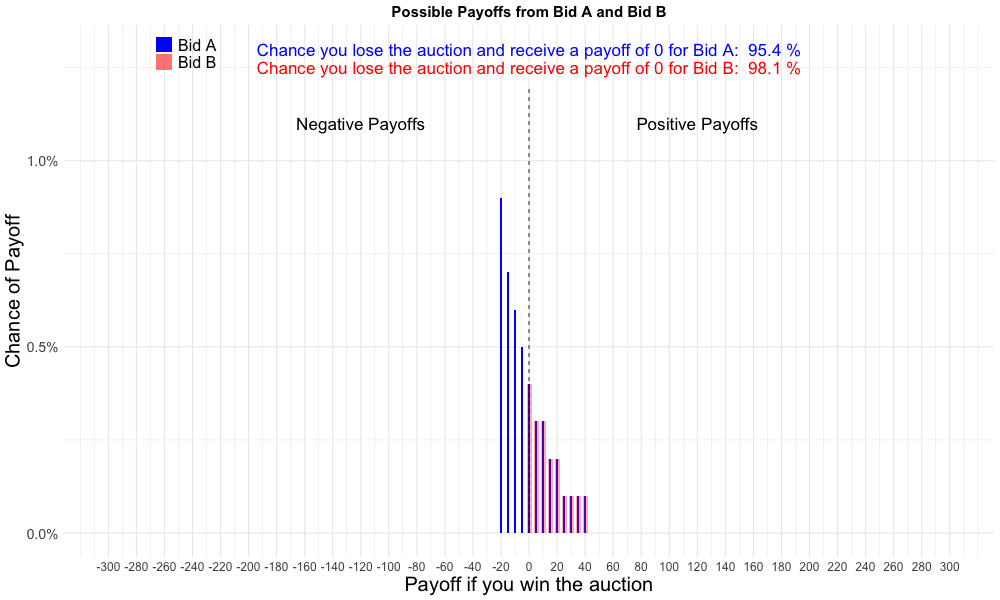 Possible Payoffs from Bid A and Bid B
Bid A
Bid B
Chance you lose the auction and receive a payoff of 0 for Bid A: 95.4 %
Chance you lose the auction and receive a payoff of 0 for Bid B: 98.1 %
Negative Payoffs
Positive Payoffs
Chance of Payoff
1.0%
0.5%
0.0%
-300 -280 -260 -240 -220 -200 -180 -160 -140 -120 -100 -80 -60 -40 -20 0 20 40 60 80 100 120 140 160 180 200 220 240 260 280 300
Payoff if you win the auction